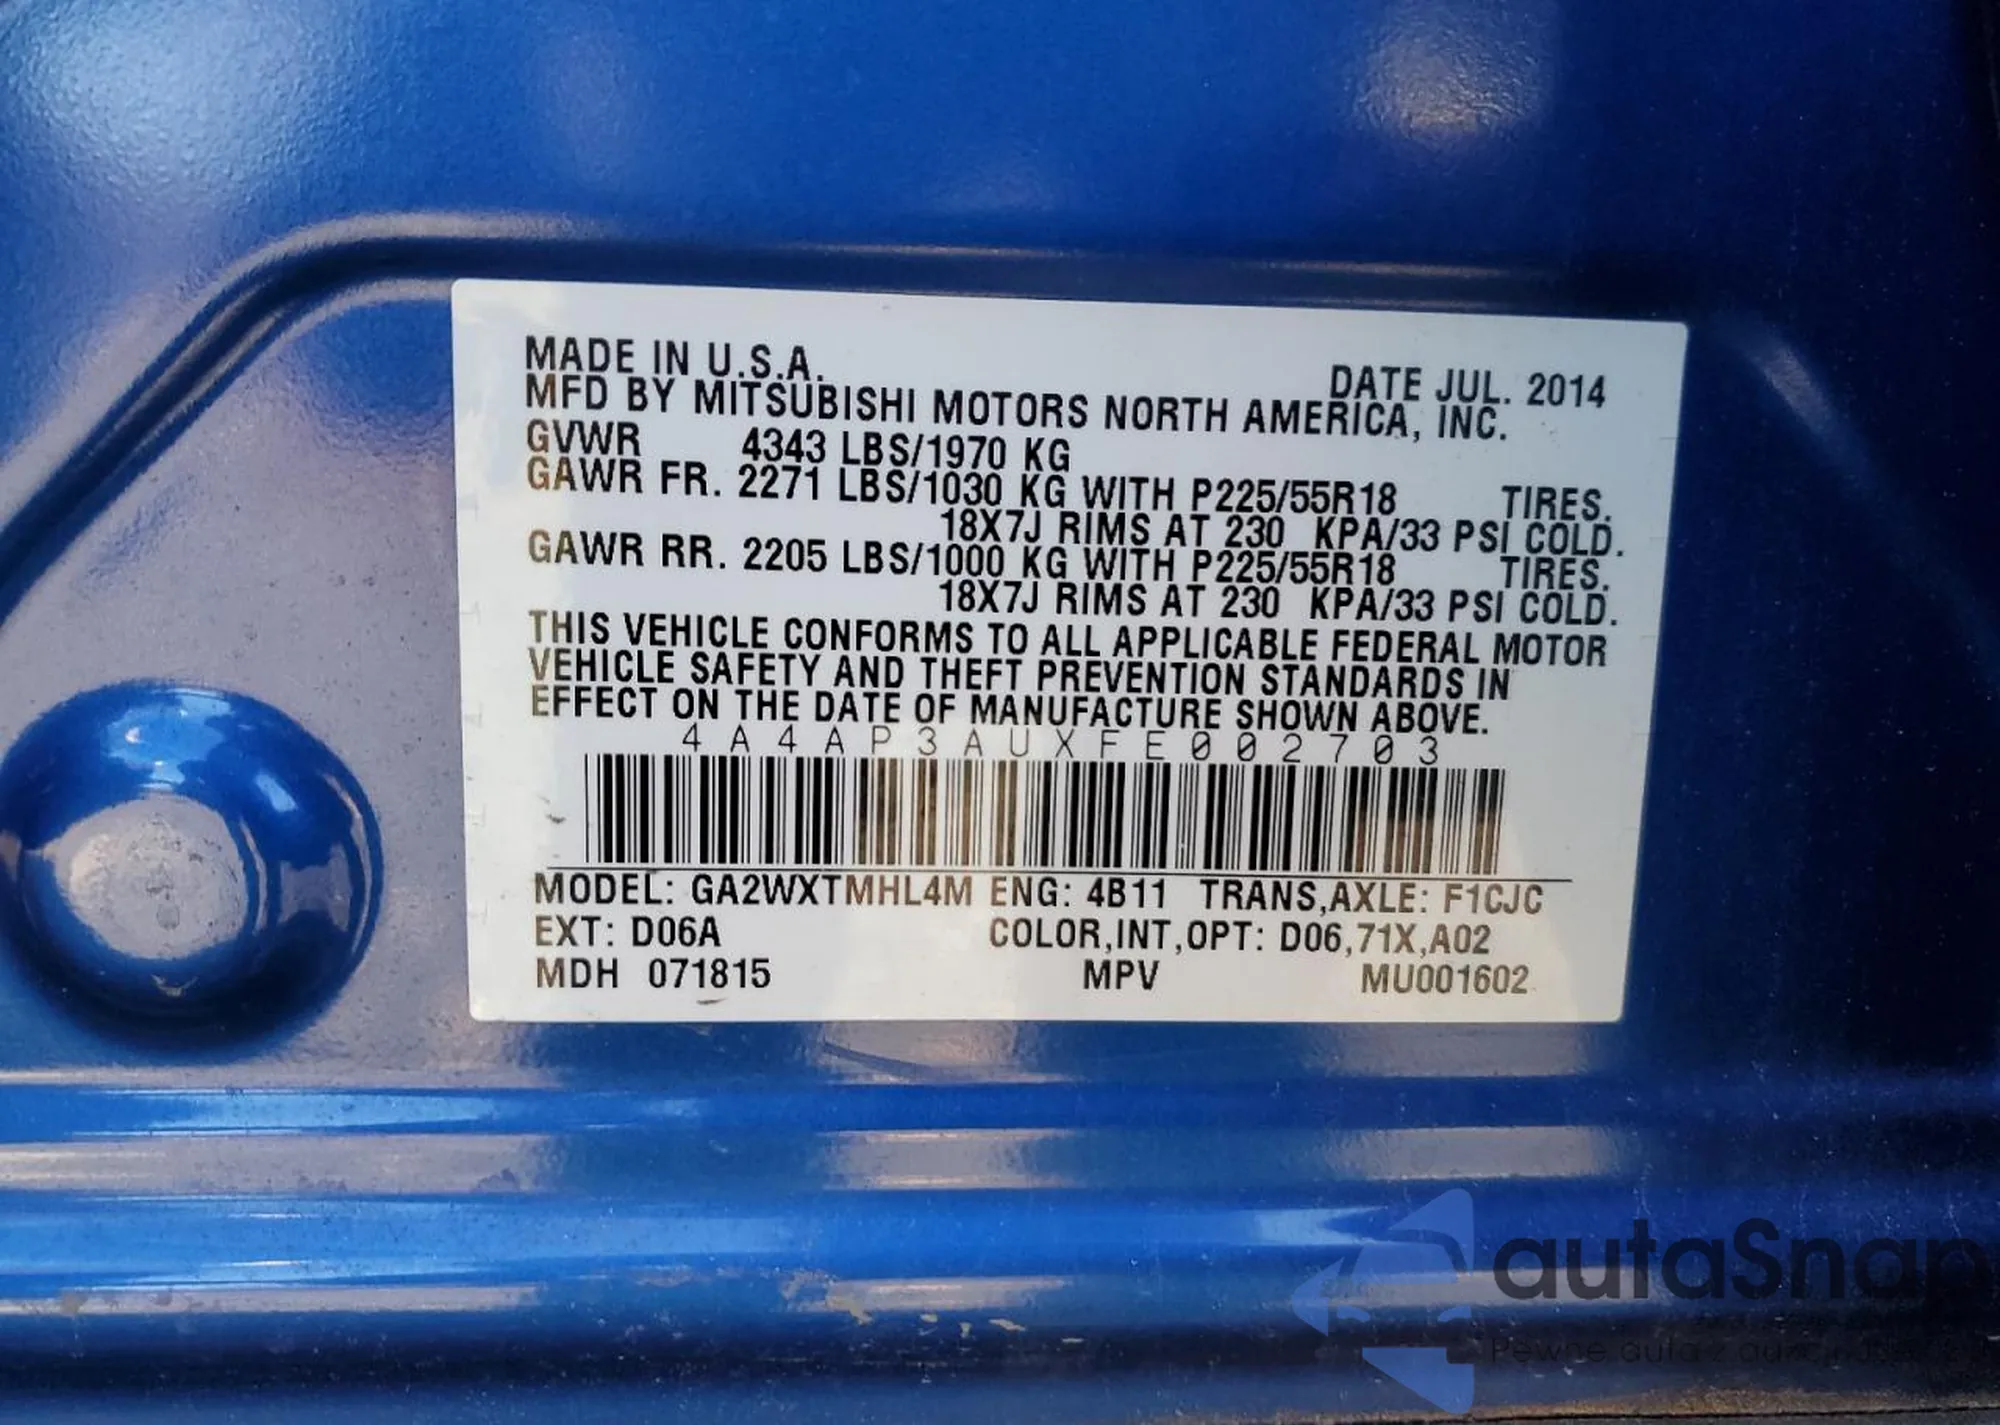 MADE IN U.S.A. DATE JUL. 2014
MFD BY MITSUBISHI MOTORS NORTH AMERICA, INC.
GVWR 4343 LBS/1970 KG
GAWR FR. 2271 LBS/1030 KG WITH P225/55R18 TIRES.
18X7J RIMS AT 230 KPA/33 PSI COLD.
GAWR RR. 2205 LBS/1000 KG WITH P225/55R18 TIRES.
18X7J RIMS AT 230 KPA/33 PSI COLD.
THIS VEHICLE CONFORMS TO ALL APPLICABLE FEDERAL MOTOR
VEHICLE SAFETY AND THEFT PREVENTION STANDARDS IN
EFFECT ON THE DATE OF MANUFACTURE SHOWN ABOVE.
4A4AP3AUXFE002703
MODEL: GA2WXTMHL4M ENG: 4B11 TRANS,AXLE: F1CJC
EXT: D06A COLOR,INT,OPT: D06,71X,A02
MDH 071815 MPV MU001602
autaSnap
Pewne auta z